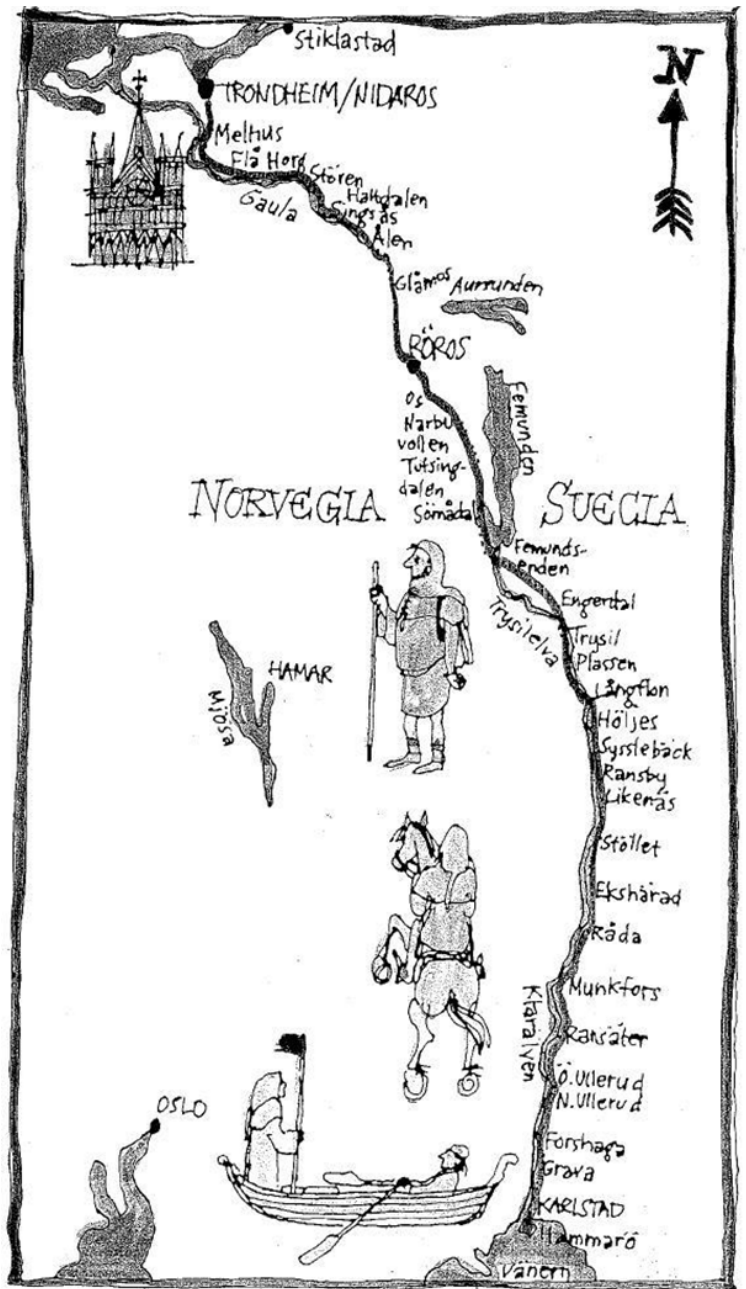 Stiklastad
N
TRONDHEIM/NIDAROS
Melhus
Flå Horg
Stören
Gaula
Haltdalen
Singsås
Ålen
Glåmos
Aursunden
RÖROS
Os
Narbu
vollen
Tufsing-
dalen
Femunden
Sömådal
NORVEGIA
SUECIA
Femunds-
enden
Engerdal
Trysilelva
Trysil
Plassen
Långflon
&
Höljes
HAMAR
Mjösa
Sysslebäck
Ransby
Likenäs
Stöllet
Ekshärad
Råda
Munkfors
Klarälven
Ransäter
Ö.Ullerud
N.Ullerud
OSLO
Forshaga
Grava
KARLSTAD
Hammarö
Vänern